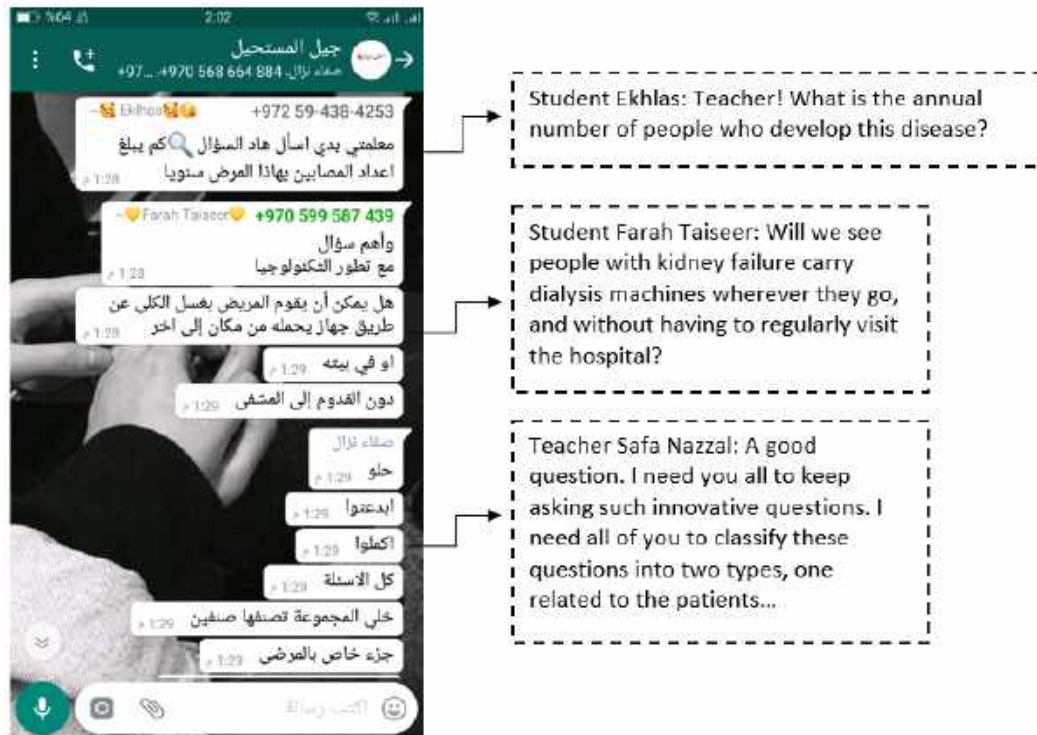 %64
2:02
جيل المستحيل
صفاء نزال, 884 664 568 970+, ...97+
~ Ekhlas +972 59-438-4253
معلمتي بدي اسأل هاد السؤال 🔍كم يبلغ
اعداد المصابين بهاذا المرض سنويا
1:28 م
~💛Farah Taiseer💛 +970 599 587 439
وأهم سؤال
مع تطور التكنولوجيا
1:28 م
هل يمكن أن يقوم المريض بغسل الكلى عن
طريق جهاز يحمله من مكان إلى اخر
1:29 م
او في بيته 1:29 م
دون القدوم إلى المشفى 1:29 م
صفاء نزال
حلو 1:29 م
ابدعتوا 1:29 م
اكملوا 1:29 م
كل الاسئلة 1:29 م
خلي المجموعة تصنفها صنفين 1:29 م
جزء خاص بالمرضى 1:29 م
اكتب رسالة
Student Ekhlas: Teacher! What is the annual
number of people who develop this disease?
Student Farah Taiseer: Will we see
people with kidney failure carry
dialysis machines wherever they go,
and without having to regularly visit
the hospital?
Teacher Safa Nazzal: A good
question. I need you all to keep
asking such innovative questions. I
need all of you to classify these
questions into two types, one
related to the patients...